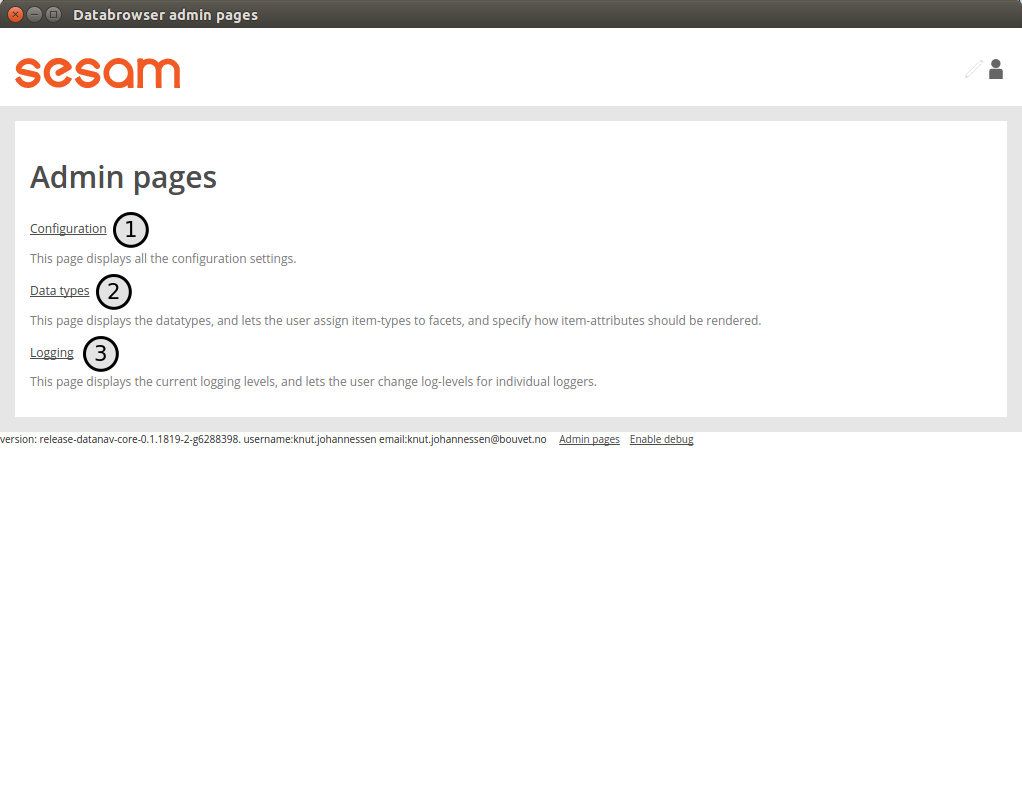 Databrowser admin pages
sesam
Admin pages
Configuration 1
This page displays all the configuration settings.
Data types 2
This page displays the datatypes, and lets the user assign item-types to facets, and specify how item-attributes should be rendered.
Logging 3
This page displays the current logging levels, and lets the user change log-levels for individual loggers.
version: release-datanav-core-0.1.1819-2-g6288398. username:knut.johannessen email:knut.johannessen@bouvet.no Admin pages Enable debug